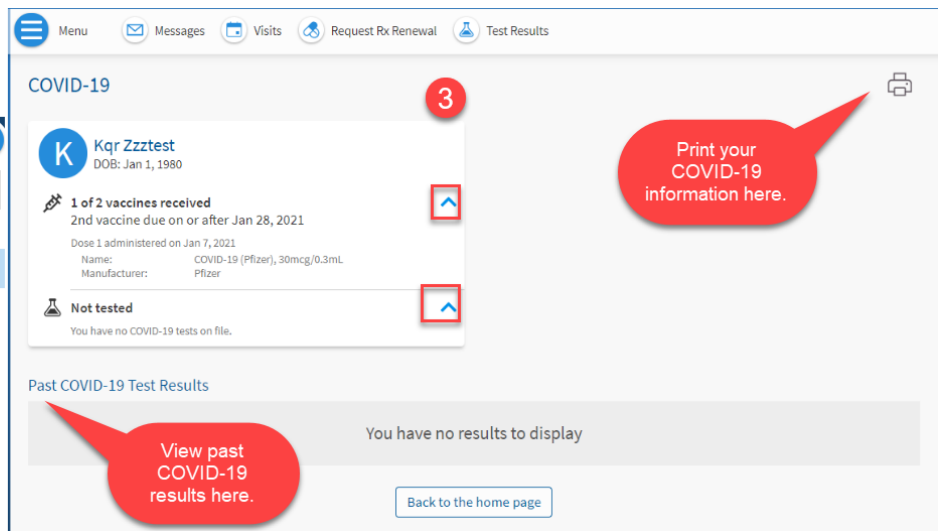 Menu Messages Visits Request Rx Renewal Test Results
COVID-19
3
K
Kqr Zzztest
DOB: Jan 1, 1980
Print your
COVID-19
information here.
1 of 2 vaccines received
2nd vaccine due on or after Jan 28, 2021
Dose 1 administered on Jan 7, 2021
Name: COVID-19 (Pfizer), 30mcg/0.3mL
Manufacturer: Pfizer
Not tested
You have no COVID-19 tests on file.
Past COVID-19 Test Results
You have no results to display
View past
COVID-19
results here.
Back to the home page